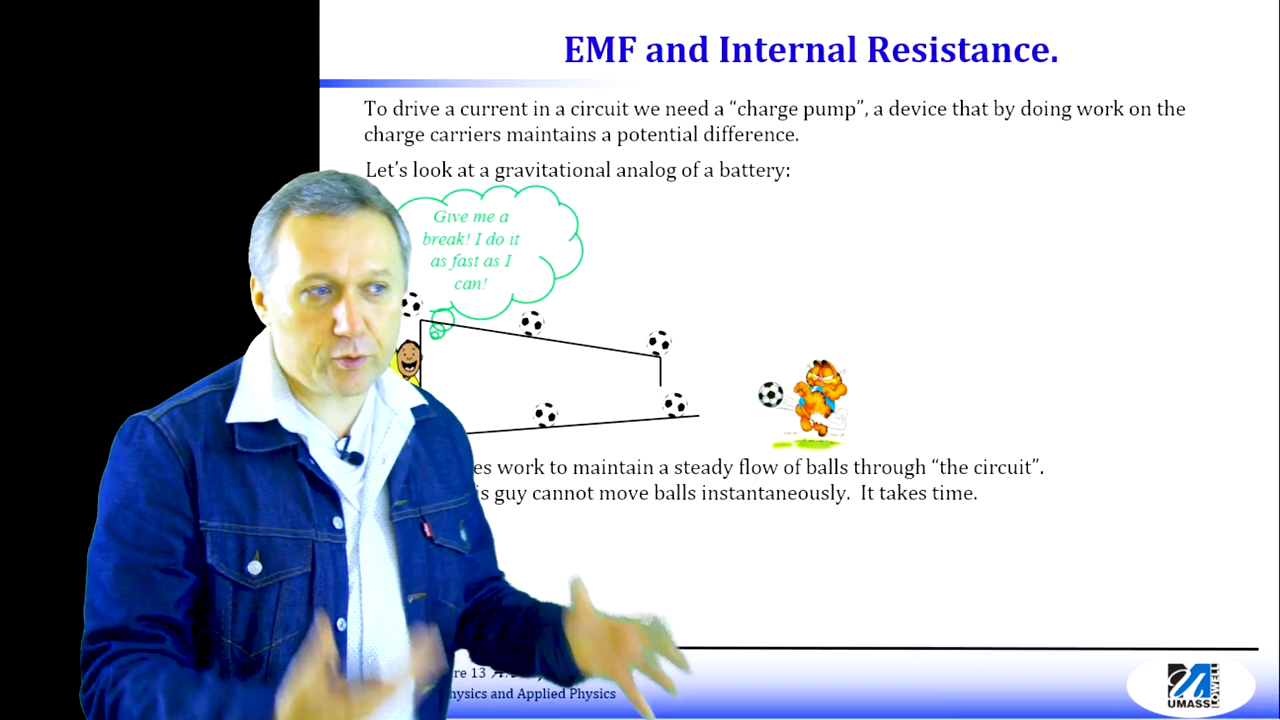 EMF and Internal Resistance.
To drive a current in a circuit we need a “charge pump”, a device that by doing work on the
charge carriers maintains a potential difference.
Let’s look at a gravitational analog of a battery:
Give me a
break! I do it
as fast as I
can!
work to maintain a steady flow of balls through “the circuit”.
guy cannot move balls instantaneously. It takes time.
13
and Applied Physics
UMASS
LOWELL